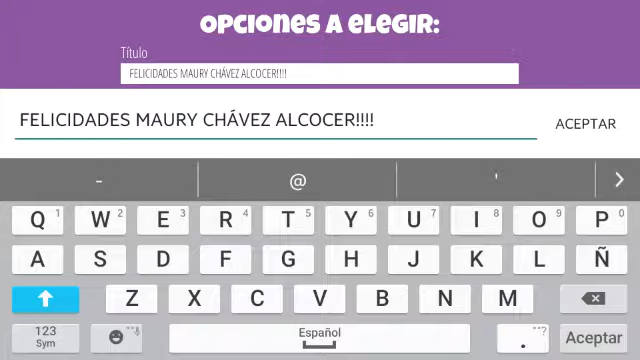 OPCIONES A ELEGIR:
Título
FELICIDADES MAURY CHÁVEZ ALCOCER!!!!
FELICIDADES MAURY CHÁVEZ ALCOCER!!!!
ACEPTAR
- @ ' >
Q 1 W 2 E 3 R 4 T 5 Y 6 U 7 I 8 O 9 P 0
A S D F G H J K L Ñ
Z X C V B N M
123 Sym Español . ? Aceptar